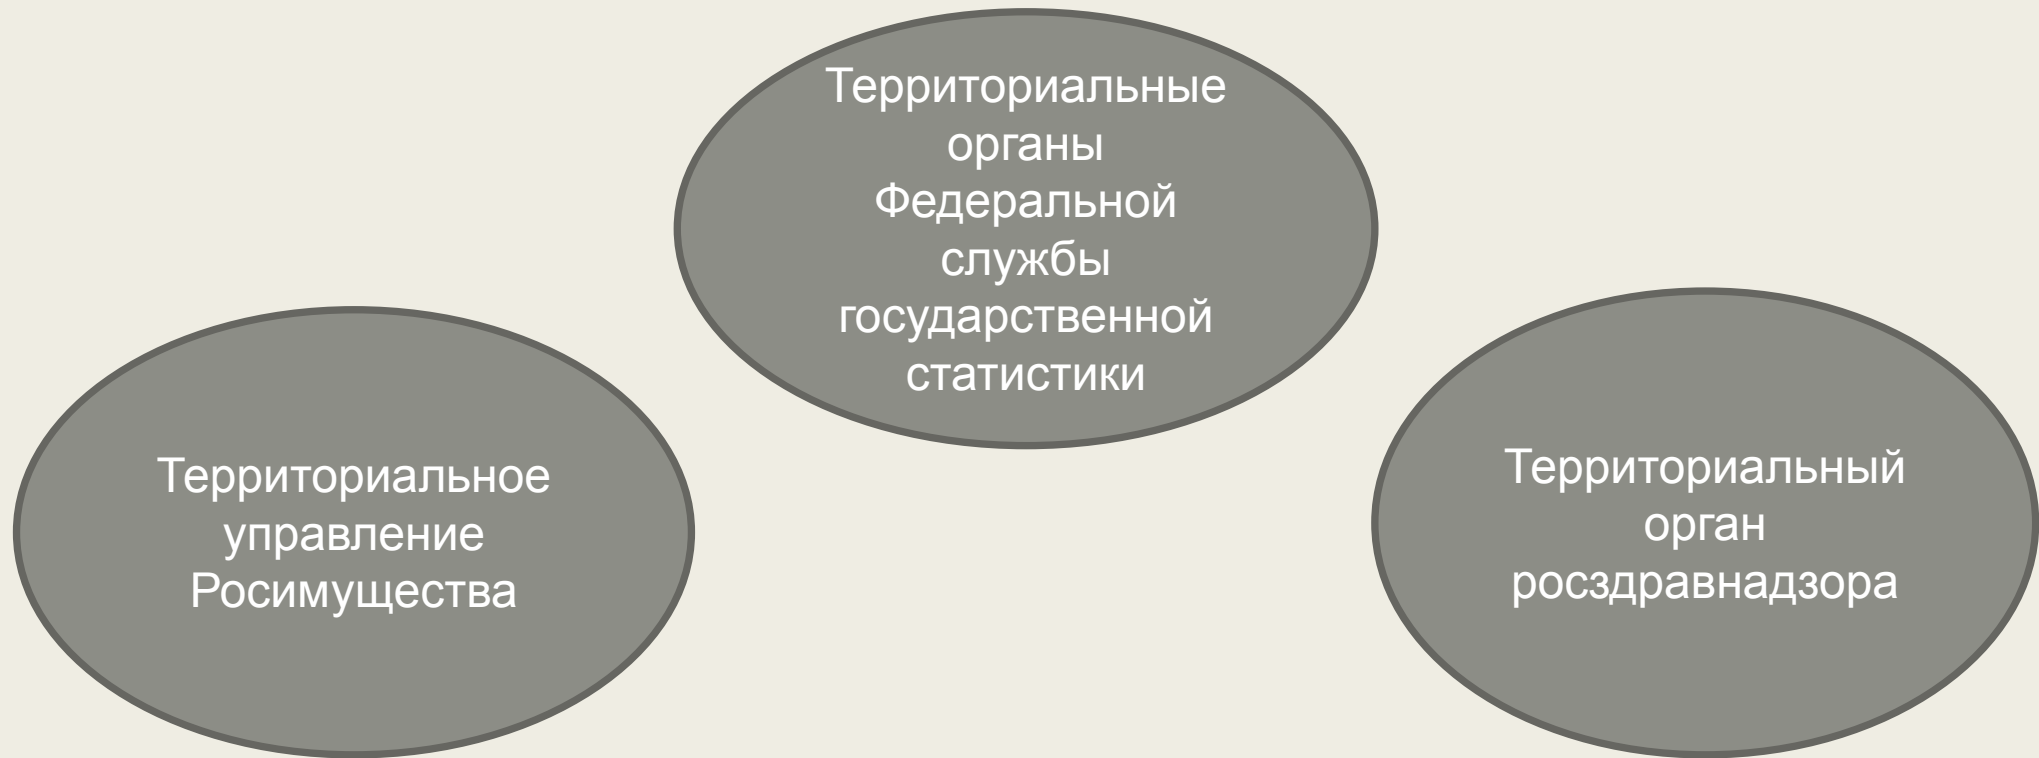 Территориальные
органы
Федеральной
службы
государственной
статистики
Территориальное
управление
Росимущества
Территориальный
орган
росздравнадзора